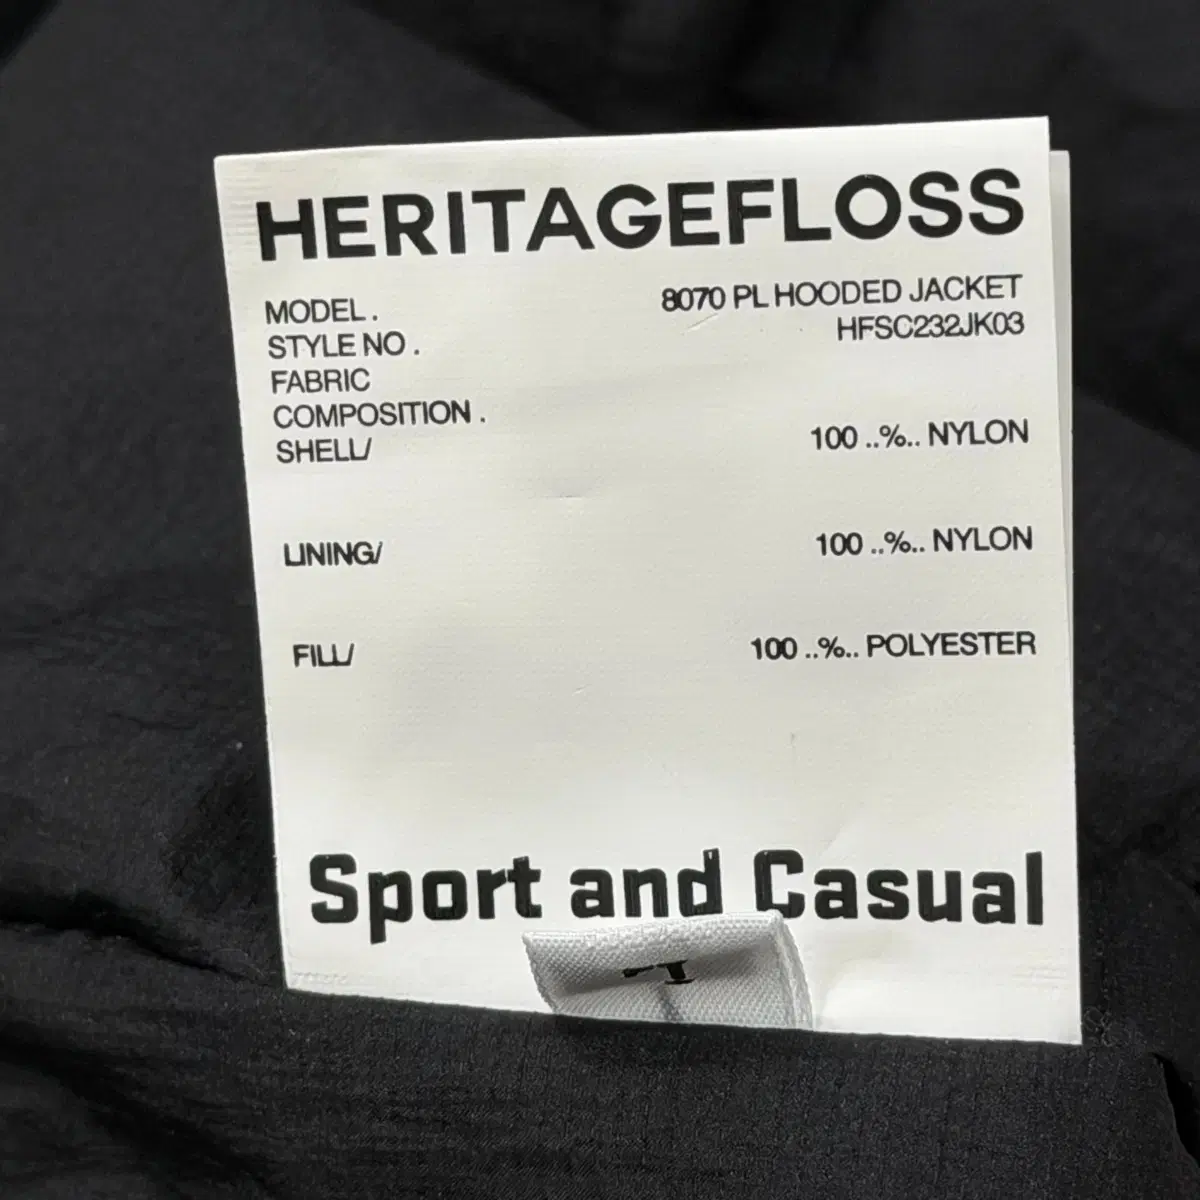 HERITAGEFLOSS
MODEL . 8070 PL HOODED JACKET
STYLE NO . HFSC232JK03
FABRIC
COMPOSITION .
SHELL/ 100 ..%.. NYLON
LINING/ 100 ..%.. NYLON
FILL/ 100 ..%.. POLYESTER
Sport and Casual